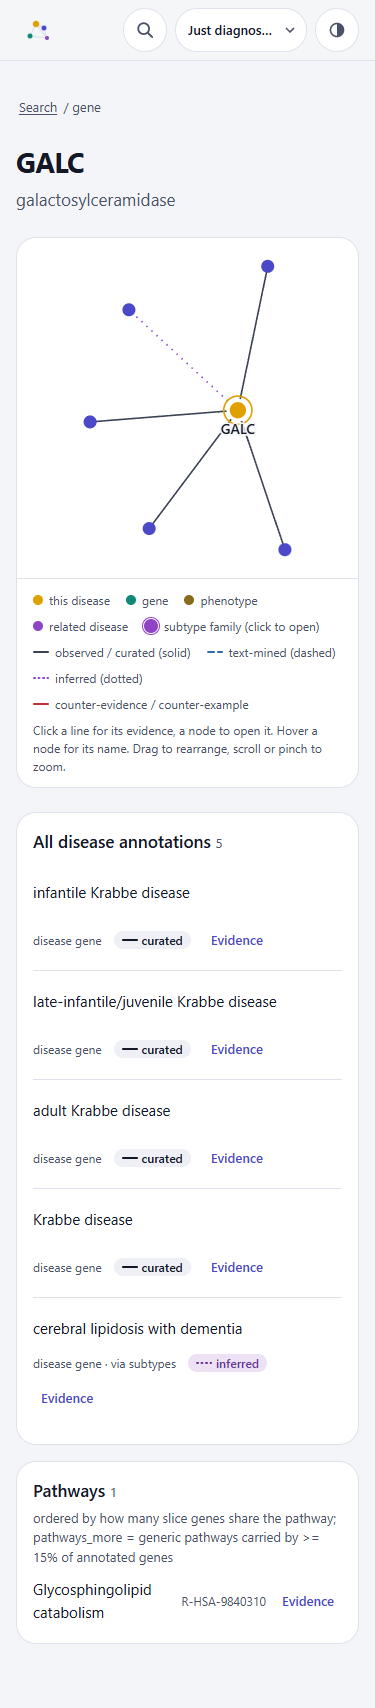 Just diagnos...
Search / gene
GALC
galactosylceramidase
GALC
this disease
gene
phenotype
related disease
subtype family (click to open)
observed / curated (solid)
text-mined (dashed)
inferred (dotted)
counter-evidence / counter-example
Click a line for its evidence, a node to open it. Hover a
node for its name. Drag to rearrange, scroll or pinch to
zoom.
All disease annotations 5
infantile Krabbe disease
disease gene curated Evidence
late-infantile/juvenile Krabbe disease
disease gene curated Evidence
adult Krabbe disease
disease gene curated Evidence
Krabbe disease
disease gene curated Evidence
cerebral lipidosis with dementia
disease gene · via subtypes inferred
Evidence
Pathways 1
ordered by how many slice genes share the pathway;
pathways_more = generic pathways carried by >=
15% of annotated genes
Glycosphingolipid
catabolism
R-HSA-9840310 Evidence